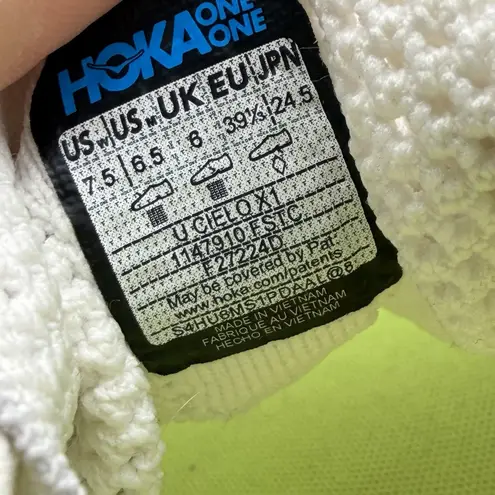 HOKA ONE ONE
US w US w UK EU JPN
7.5 6.5 6 39⅓ 24.5
U CIELO X1
1147910 FSTC
F27224D
May be covered by Pat.
www.hoka.com/patents
S4HU8MS1PDAAL@8
MADE IN VIETNAM
FABRIQUE AU VIETNAM
HECHO EN VIETNAM